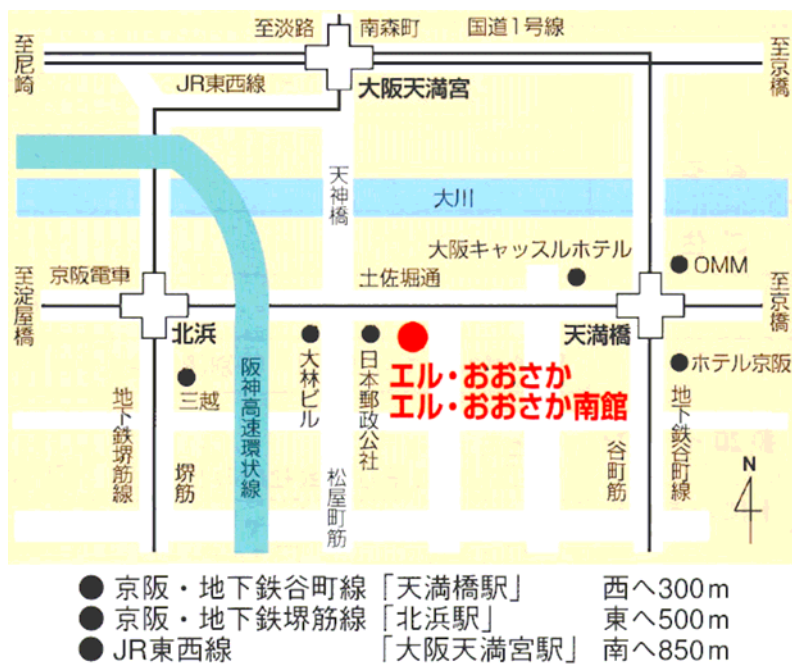 至淡路
南森町
国道1号線
至尼崎
至京橋
JR東西線
大阪天満宮
天神橋
大川
大阪キャッスルホテル
OMM
京阪電車
土佐堀通
至淀屋橋
至京橋
北浜
天満橋
大林ビル
日本郵政公社
エル・おおさか
エル・おおさか南館
ホテル京阪
三越
阪神高速環状線
地下鉄堺筋線
堺筋
松屋町筋
谷町筋
地下鉄谷町線
N
● 京阪・地下鉄谷町線「天満橋駅」 西へ300m
● 京阪・地下鉄堺筋線「北浜駅」 東へ500m
● JR東西線 「大阪天満宮駅」 南へ850m